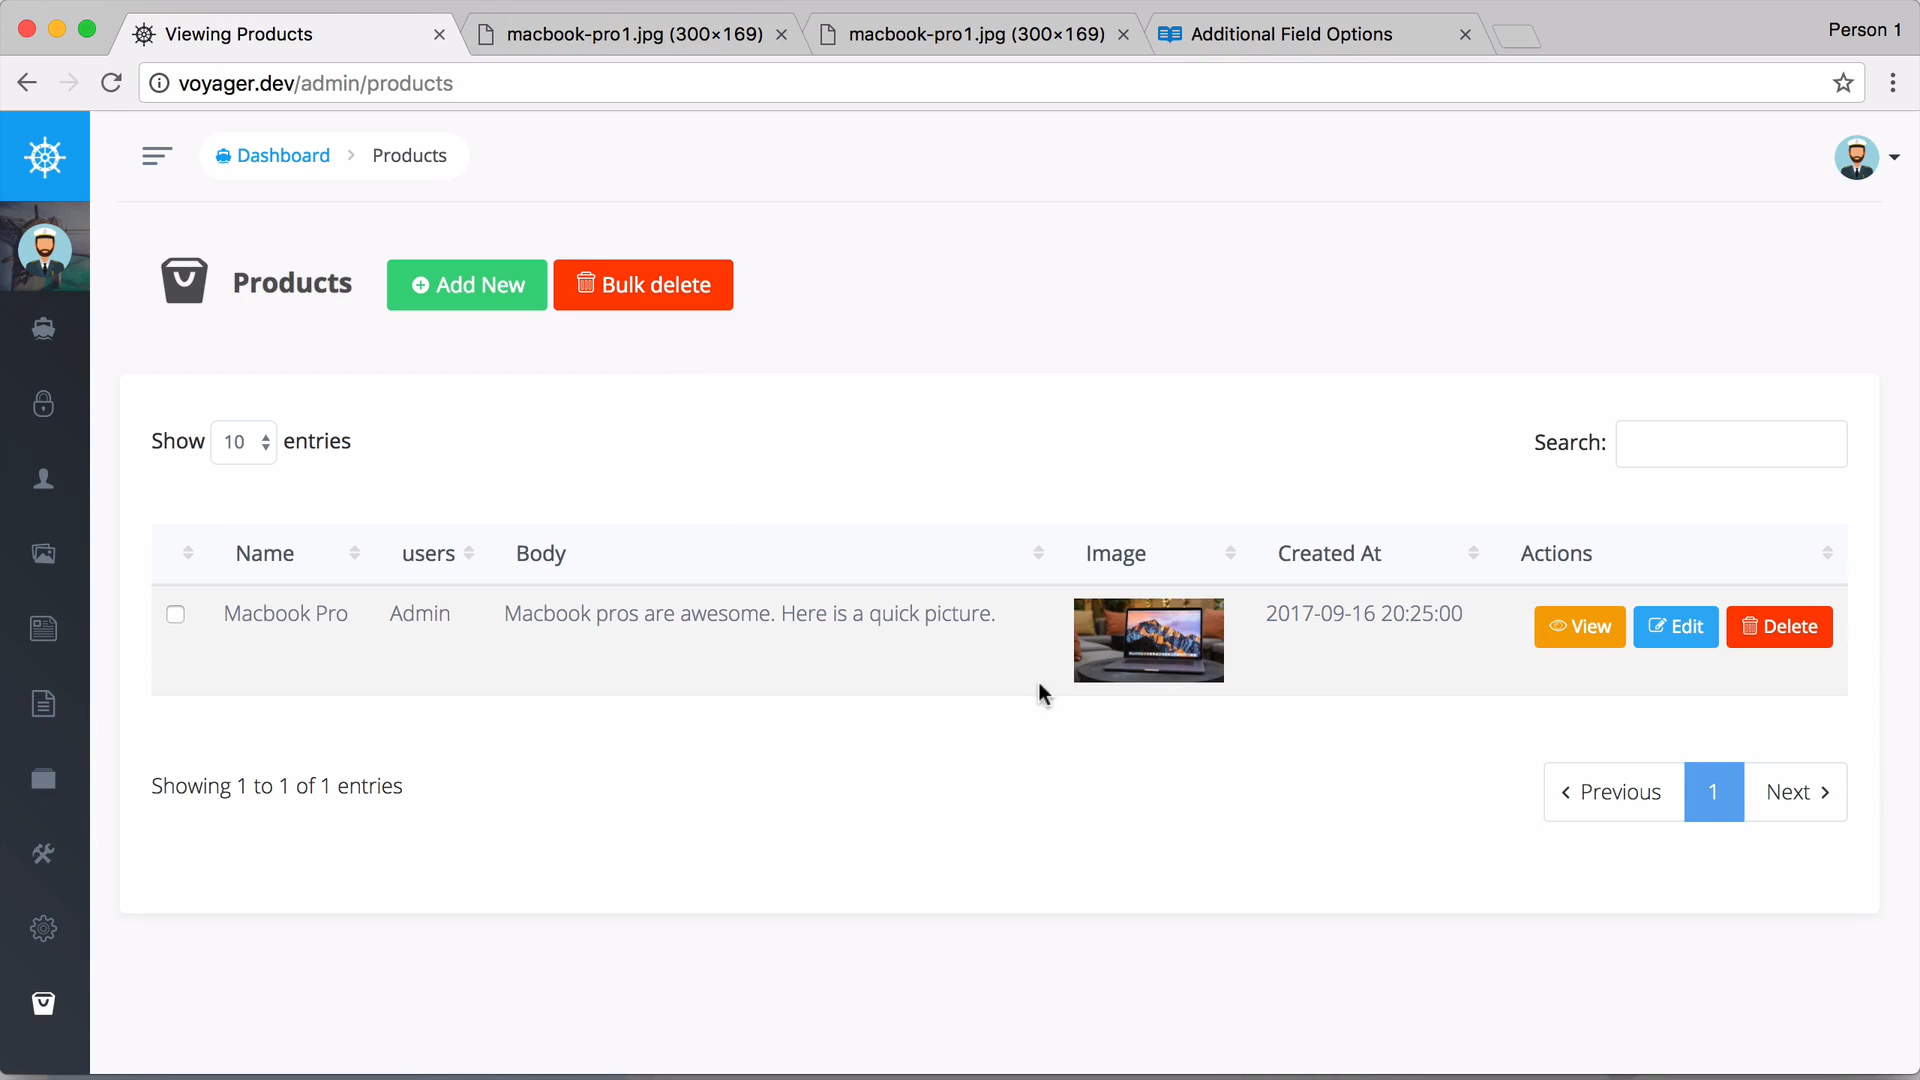 Viewing Products
macbook-pro1.jpg (300×169)
macbook-pro1.jpg (300×169)
Additional Field Options
Person 1
voyager.dev/admin/products
Dashboard
Products
Products
Add New
Bulk delete
Show 10 entries
Search:
Name
users
Body
Image
Created At
Actions
Macbook Pro
Admin
Macbook pros are awesome. Here is a quick picture.
2017-09-16 20:25:00
View
Edit
Delete
Showing 1 to 1 of 1 entries
Previous
1
Next